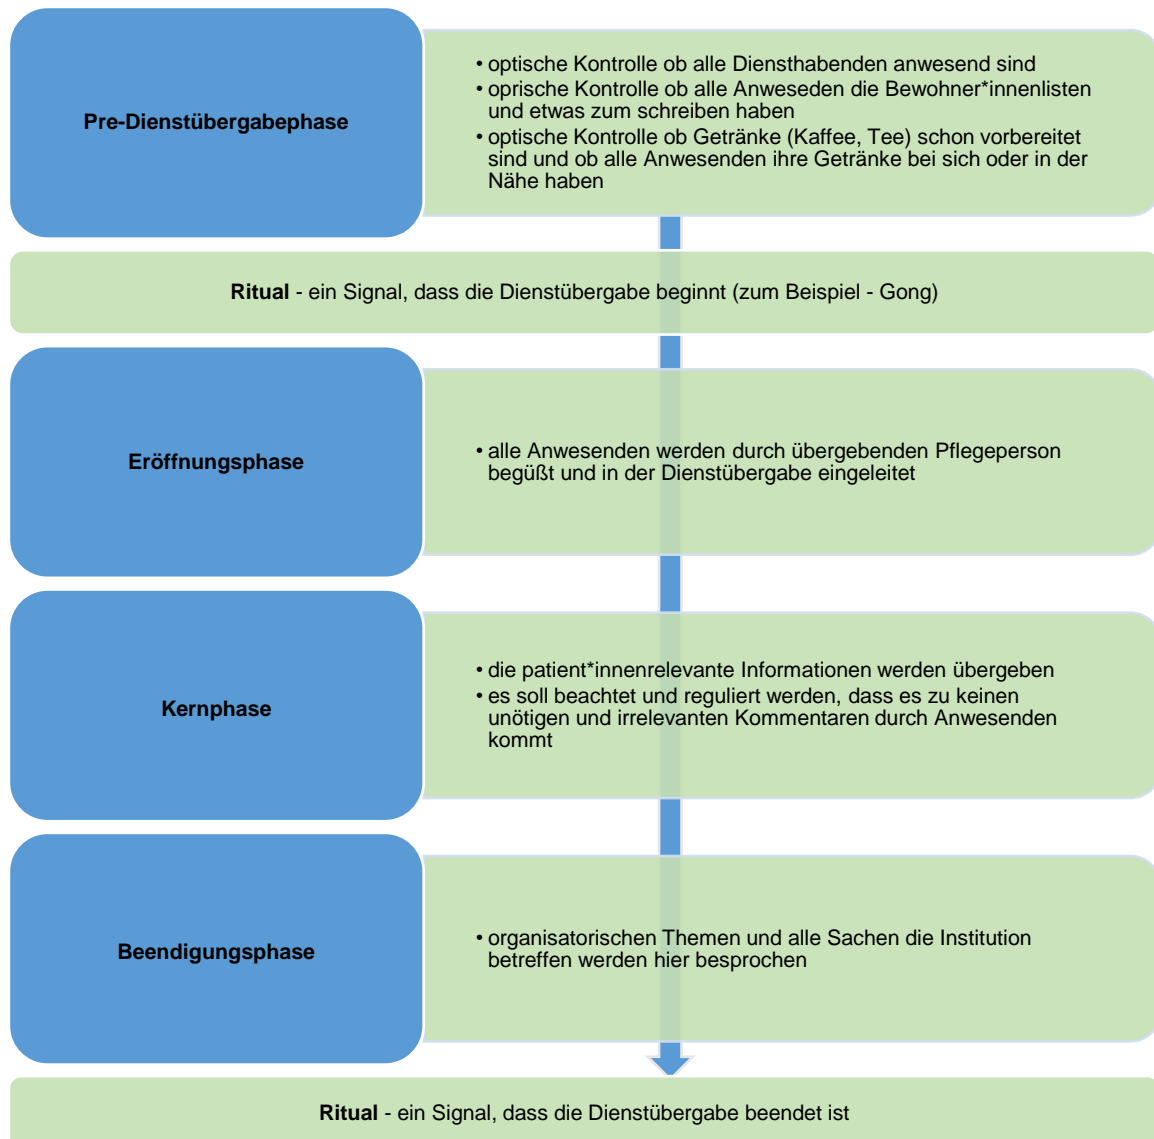 Pre-Dienstübergabephase
• optische Kontrolle ob alle Diensthabenden anwesend sind
• oprische Kontrolle ob alle Anweseden die Bewohner*innenlisten
und etwas zum schreiben haben
• optische Kontrolle ob Getränke (Kaffee, Tee) schon vorbereitet
sind und ob alle Anwesenden ihre Getränke bei sich oder in der
Nähe haben
Ritual - ein Signal, dass die Dienstübergabe beginnt (zum Beispiel - Gong)
Eröffnungsphase
• alle Anwesenden werden durch übergebenden Pflegeperson
begüßt und in der Dienstübergabe eingeleitet
Kernphase
• die patient*innenrelevante Informationen werden übergeben
• es soll beachtet und reguliert werden, dass es zu keinen
unötigen und irrelevanten Kommentaren durch Anwesenden
kommt
Beendigungsphase
• organisatorischen Themen und alle Sachen die Institution
betreffen werden hier besprochen
Ritual - ein Signal, dass die Dienstübergabe beendet ist